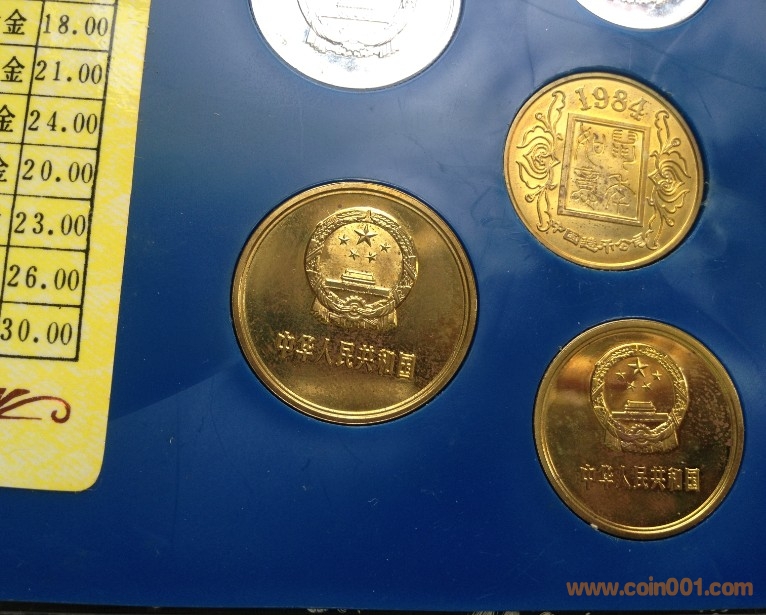 金 18.00
金 21.00
金 24.00
金 20.00
23.00
26.00
30.00
1984
中国造币公司
中华人民共和国
中华人民共和国
www.coin001.com